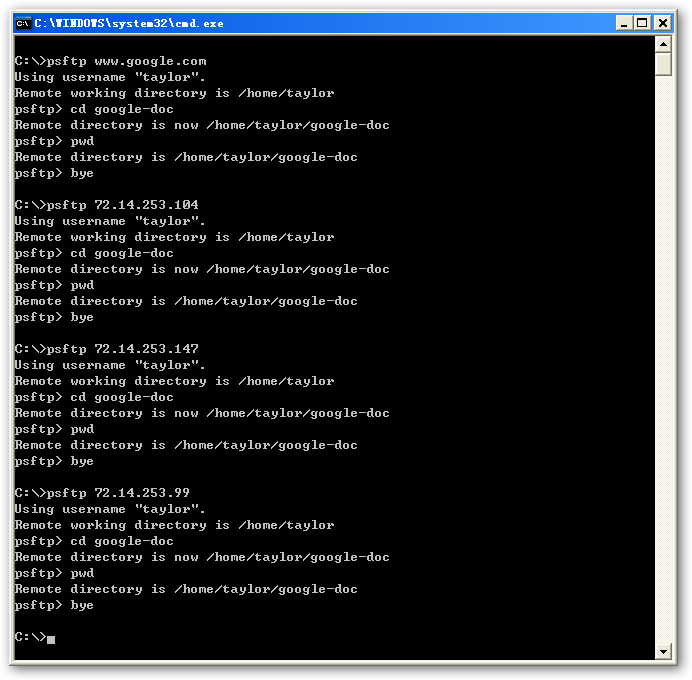 C:\WINDOWS\system32\cmd.exe
C:\>psftp www.google.com
Using username "taylor".
Remote working directory is /home/taylor
psftp> cd google-doc
Remote directory is now /home/taylor/google-doc
psftp> pwd
Remote directory is /home/taylor/google-doc
psftp> bye
C:\>psftp 72.14.253.104
Using username "taylor".
Remote working directory is /home/taylor
psftp> cd google-doc
Remote directory is now /home/taylor/google-doc
psftp> pwd
Remote directory is /home/taylor/google-doc
psftp> bye
C:\>psftp 72.14.253.147
Using username "taylor".
Remote working directory is /home/taylor
psftp> cd google-doc
Remote directory is now /home/taylor/google-doc
psftp> pwd
Remote directory is /home/taylor/google-doc
psftp> bye
C:\>psftp 72.14.253.99
Using username "taylor".
Remote working directory is /home/taylor
psftp> cd google-doc
Remote directory is now /home/taylor/google-doc
psftp> pwd
Remote directory is /home/taylor/google-doc
psftp> bye
C:\>